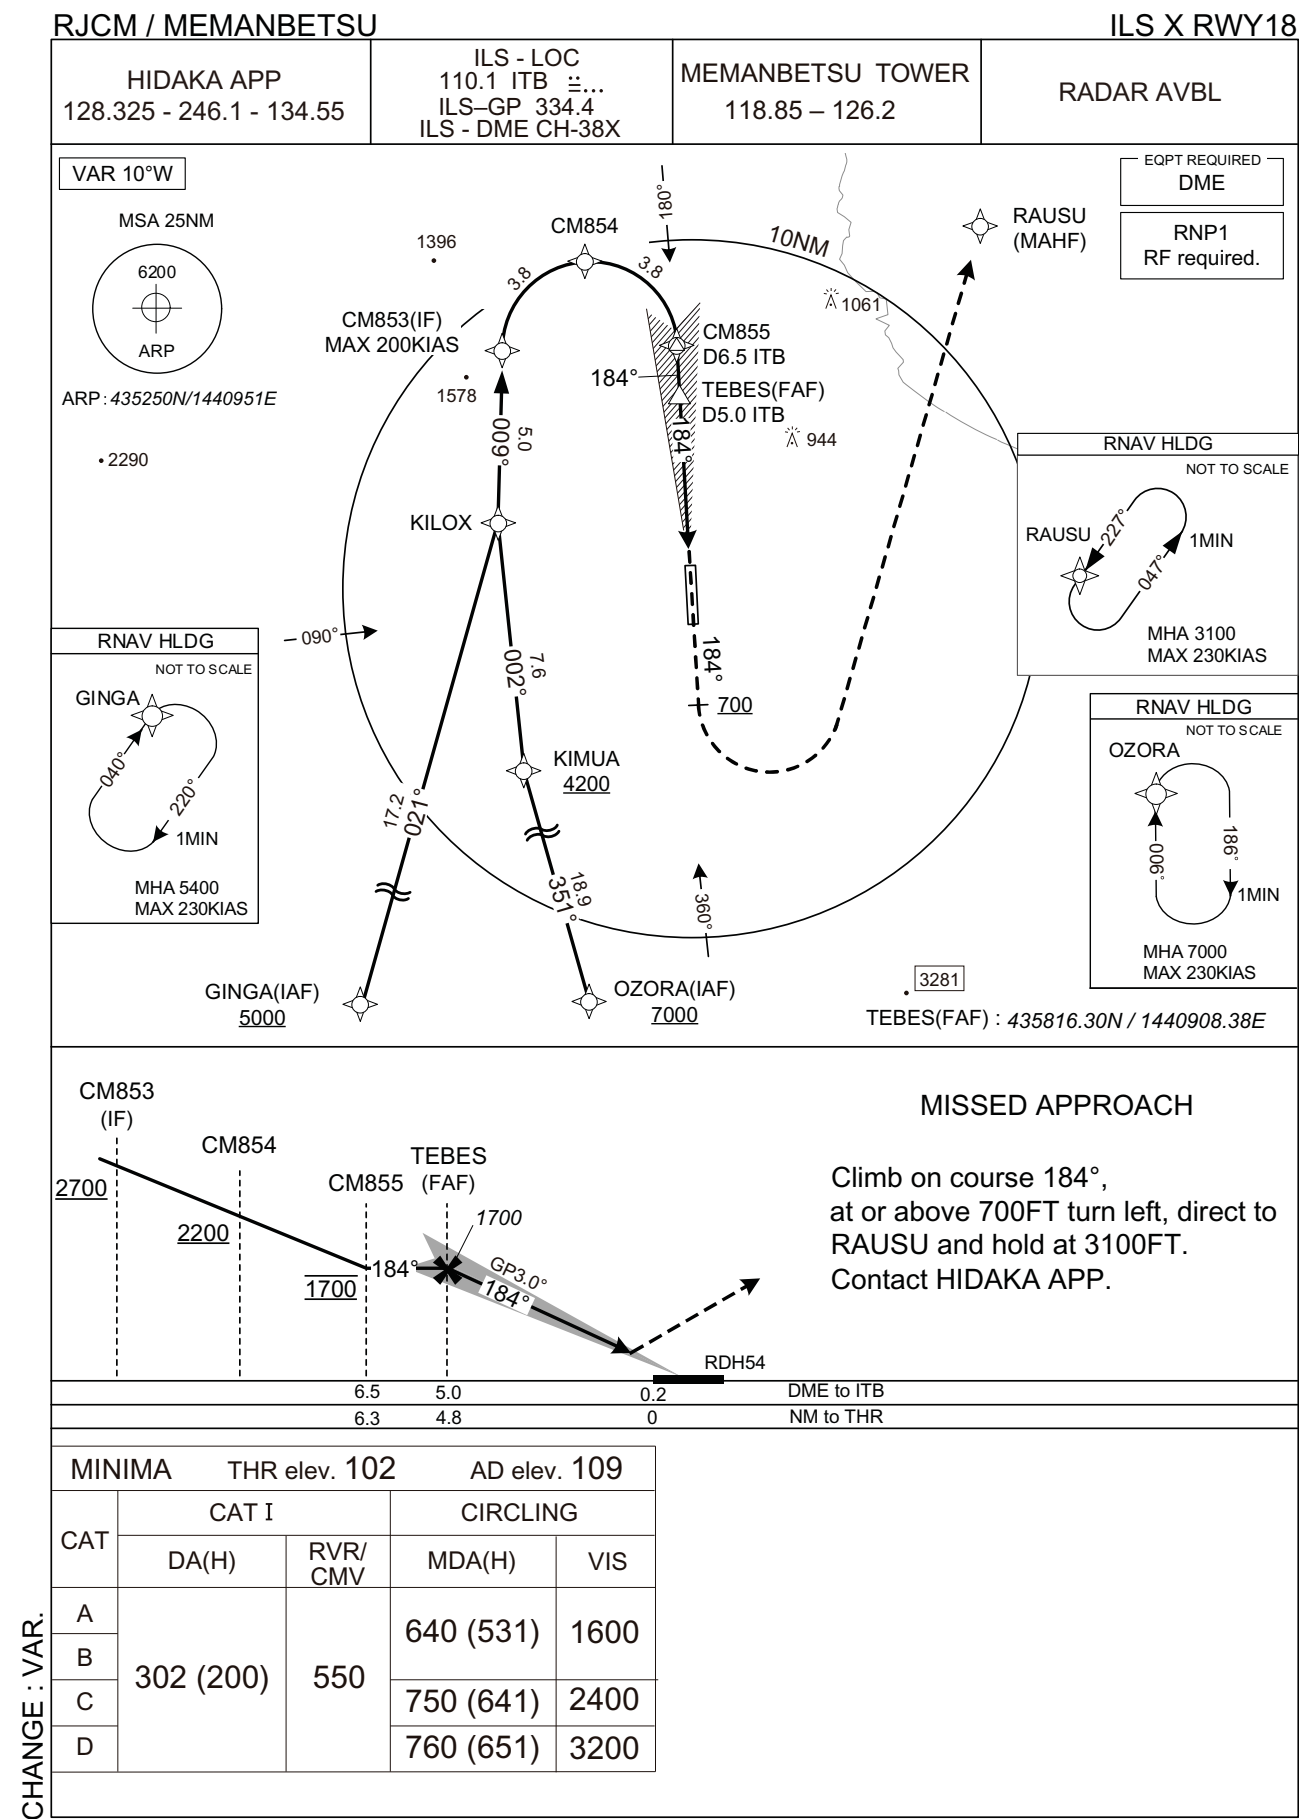 RJCM / MEMANBETSU
ILS X RWY18
HIDAKA APP
128.325 - 246.1 - 134.55
ILS - LOC
110.1 ITB
ILS–GP 334.4
ILS - DME CH-38X
MEMANBETSU TOWER
118.85 – 126.2
RADAR AVBL
VAR 10°W
MSA 25NM
6200
ARP
ARP : 435250N/1440951E
EQPT REQUIRED
DME
RNP1
RF required.
1396
CM854
180°
10NM
RAUSU
(MAHF)
3.8
3.8
1061
CM853(IF)
MAX 200KIAS
CM855
D6.5 ITB
184°
TEBES(FAF)
D5.0 ITB
1578
944
2290
009°
5.0
184°
KILOX
RNAV HLDG
NOT TO SCALE
RAUSU
227°
047°
1MIN
MHA 3100
MAX 230KIAS
090°
RNAV HLDG
NOT TO SCALE
GINGA
040°
220°
1MIN
MHA 5400
MAX 230KIAS
002°
7.6
184°
700
KIMUA
4200
17.2
021°
351°
18.9
360°
RNAV HLDG
NOT TO SCALE
OZORA
006°
186°
1MIN
MHA 7000
MAX 230KIAS
GINGA(IAF)
5000
OZORA(IAF)
7000
3281
TEBES(FAF) : 435816.30N / 1440908.38E
CM853
(IF)
CM854
CM855
TEBES
(FAF)
2700
2200
1700
184°
1700
GP3.0°
184°
RDH54
MISSED APPROACH
Climb on course 184°,
at or above 700FT turn left, direct to
RAUSU and hold at 3100FT.
Contact HIDAKA APP.
6.5 5.0 0.2 DME to ITB
6.3 4.8 0 NM to THR
MINIMA THR elev. 102 AD elev. 109
CAT
CAT I
CIRCLING
DA(H)
RVR/
CMV
MDA(H)
VIS
A
B
C
D
302 (200)
550
640 (531) 1600
750 (641) 2400
760 (651) 3200
CHANGE : VAR.